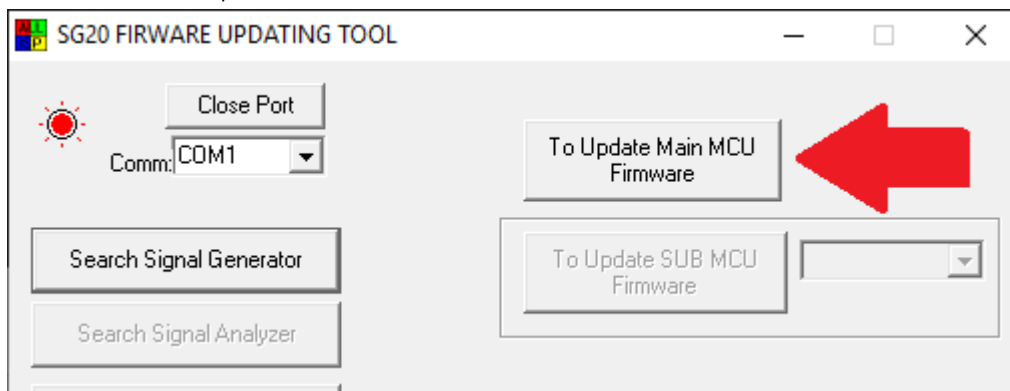 SG20 FIRWARE UPDATING TOOL
Close Port
Comm: COM1
To Update Main MCU
Firmware
Search Signal Generator
To Update SUB MCU
Firmware
Search Signal Analyzer